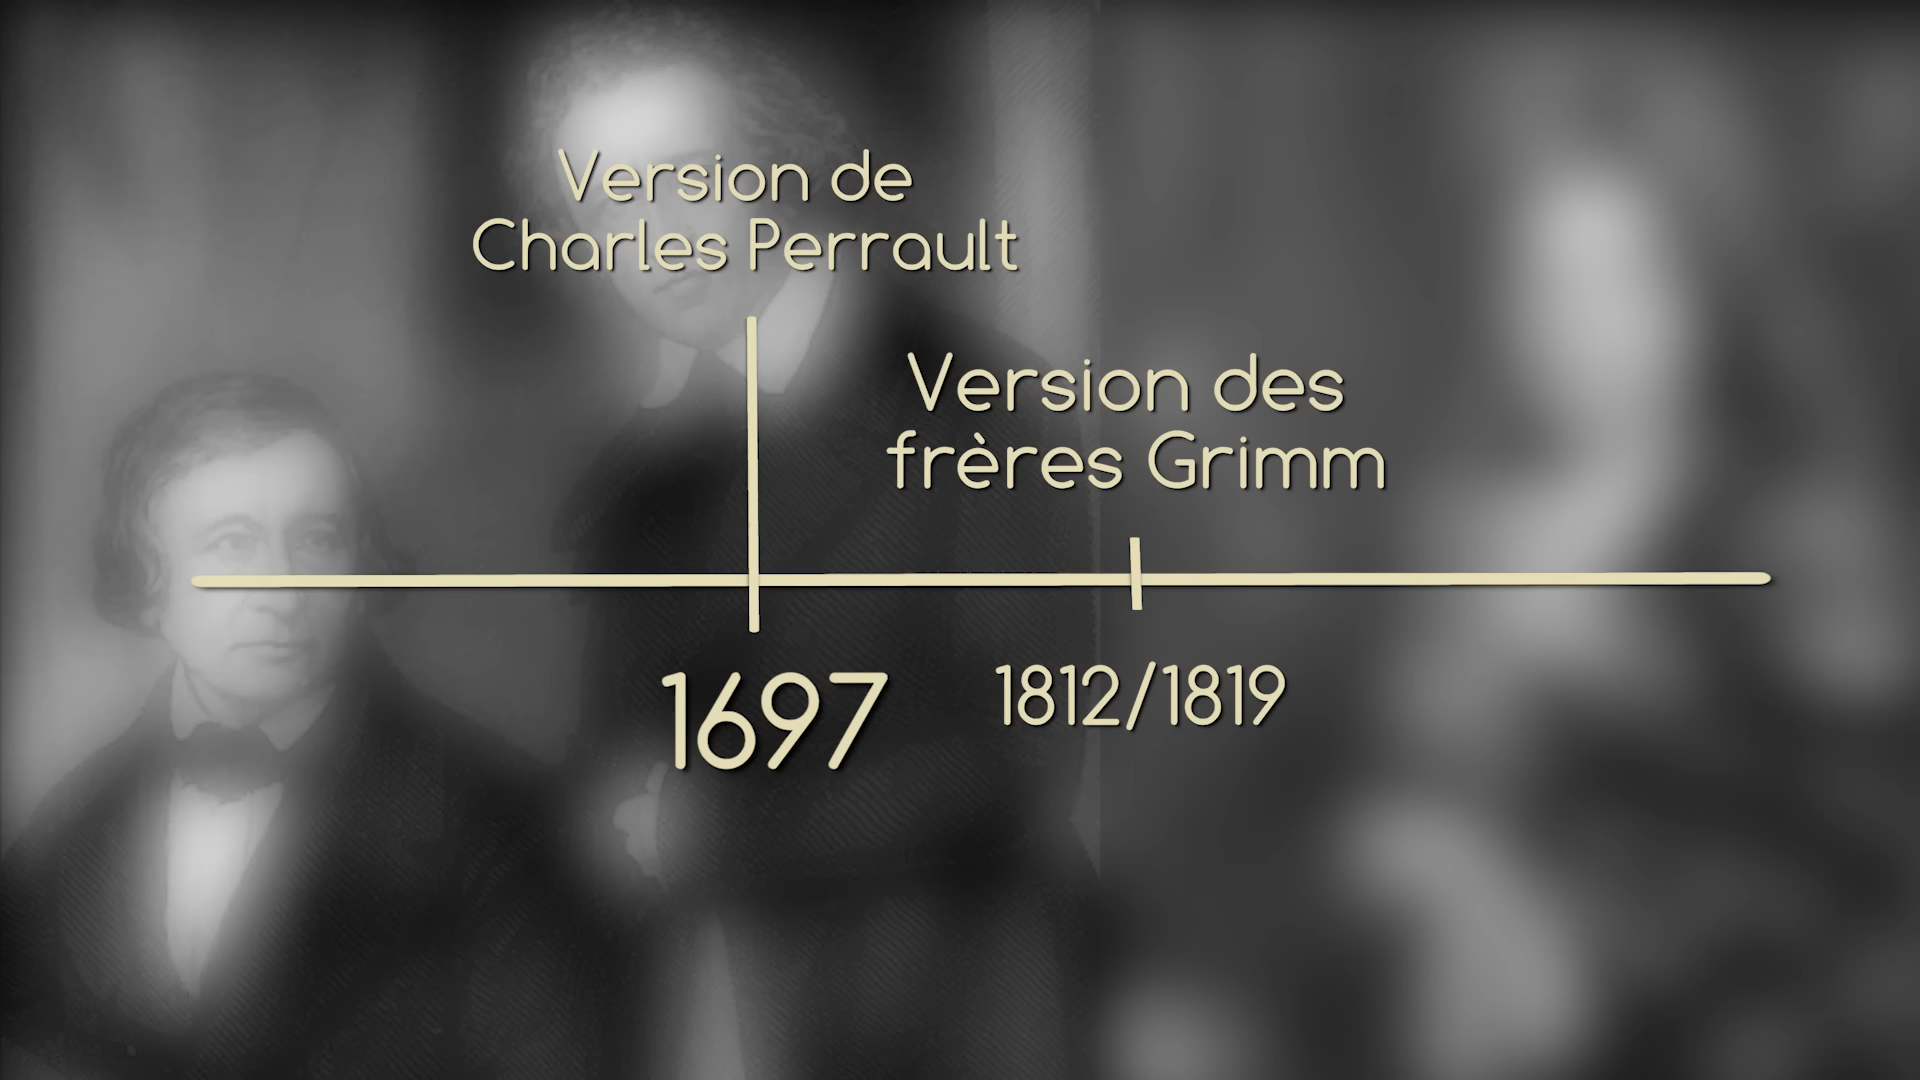 Version de
Charles Perrault
Version des
frères Grimm
1697
1812/1819